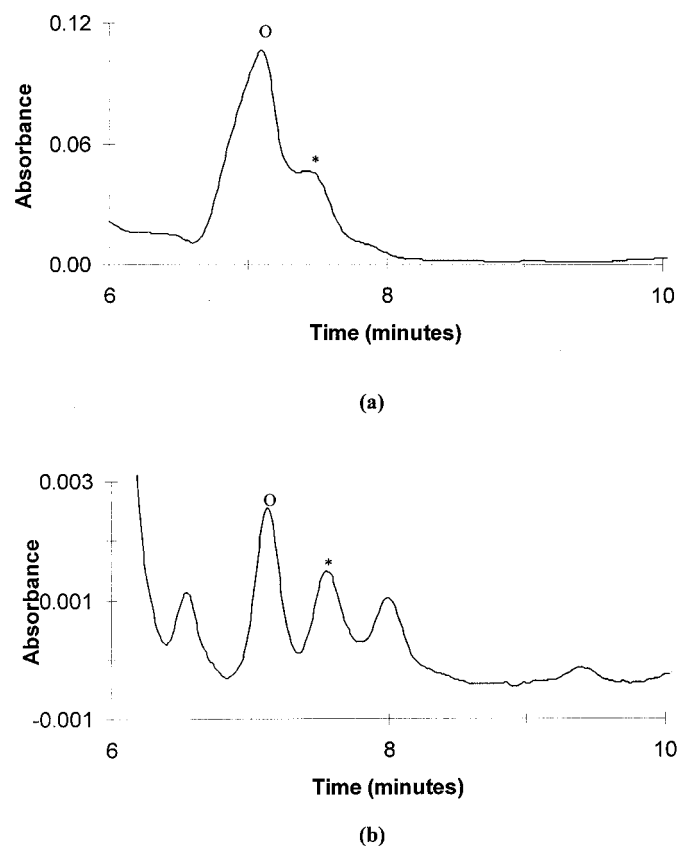 0.12
O
0.06
*
0.00
Absorbance
6
8
10
Time (minutes)
(a)
0.003
O
*
0.001
-0.001
Absorbance
6
8
10
Time (minutes)
(b)